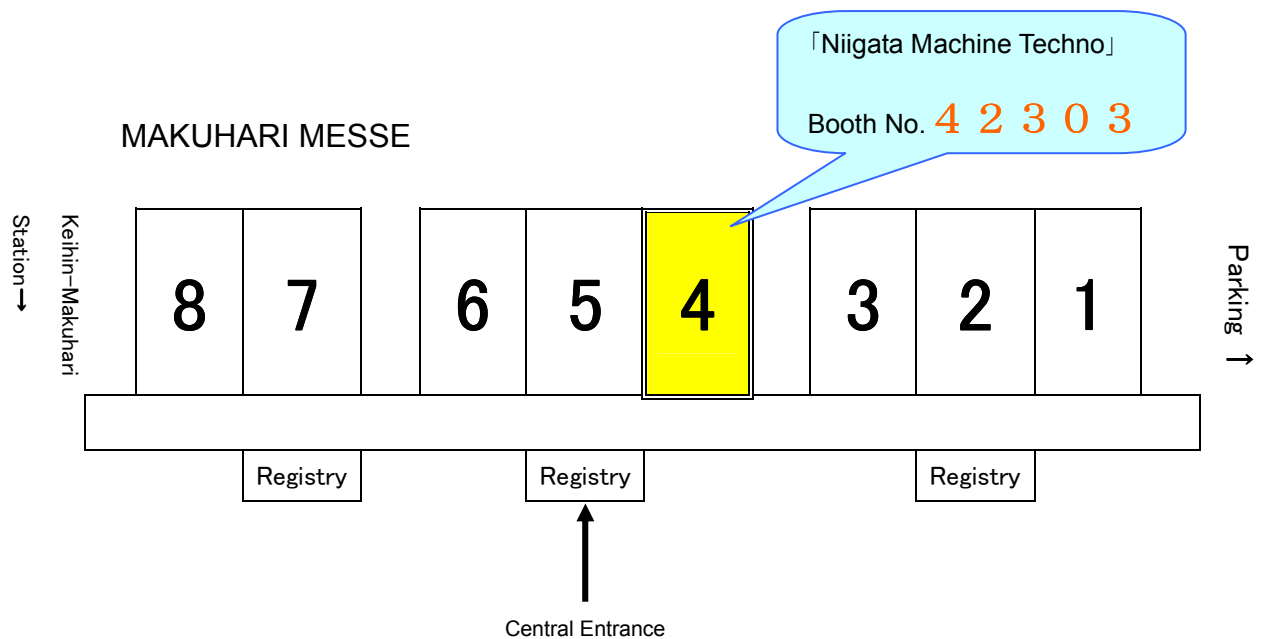 「Niigata Machine Techno」
Booth No. 42303
MAKUHARI MESSE
Keihin-Makuhari
Station→
8 7 6 5 4 3 2 1
Parking ↑
Registry Registry Registry
Central Entrance